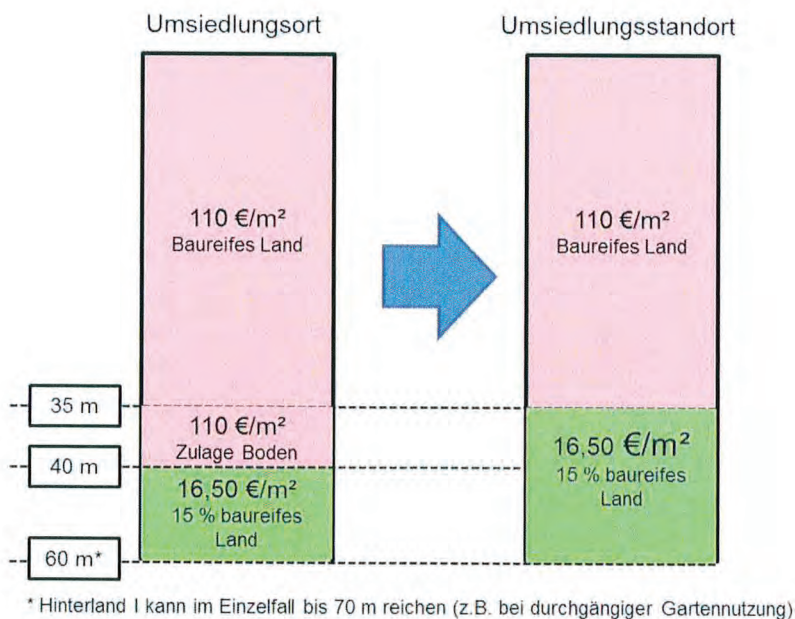 Umsiedlungsort
Umsiedlungsstandort
110 €/m²
Baureifes Land
110 €/m²
Baureifes Land
35 m
110 €/m²
Zulage Boden
40 m
16,50 €/m²
15 % baureifes
Land
16,50 €/m²
15 % baureifes
Land
60 m*
* Hinterland I kann im Einzelfall bis 70 m reichen (z.B. bei durchgängiger Gartennutzung)